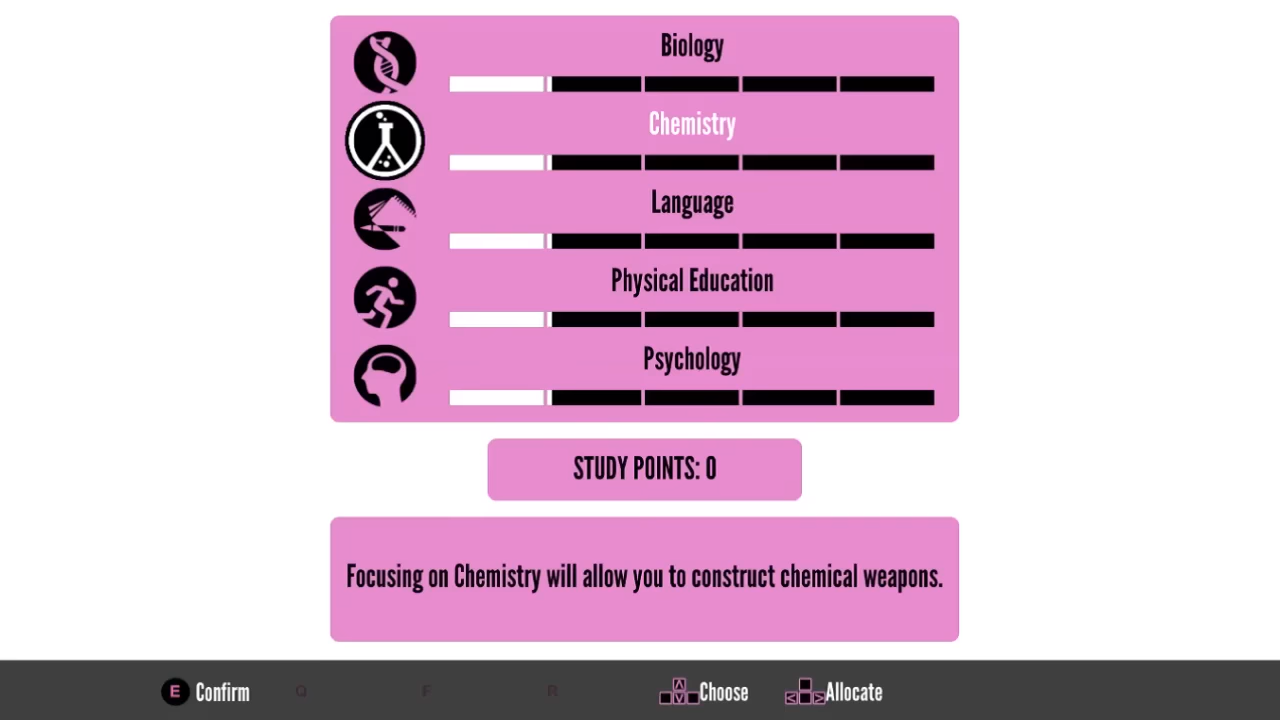 Biology
Chemistry
Language
Physical Education
Psychology
STUDY POINTS: 0
Focusing on Chemistry will allow you to construct chemical weapons.
E Confirm Q F R Choose Allocate